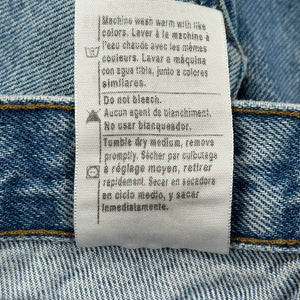 Machine wash warm with like
colors. Laver à la machine à
l'eau chaude avec les mêmes
couleurs. Lavar a máquina
con agua tibia, junto a colores
similares.
Do not bleach.
Aucun agent de blanchiment.
No usar blanqueador.
Tumble dry medium, remove
promptly. Sécher par culbutage
à réglage moyen, retirer
rapidement. Secar en secadora
en ciclo medio, y sacar
inmediatamente.